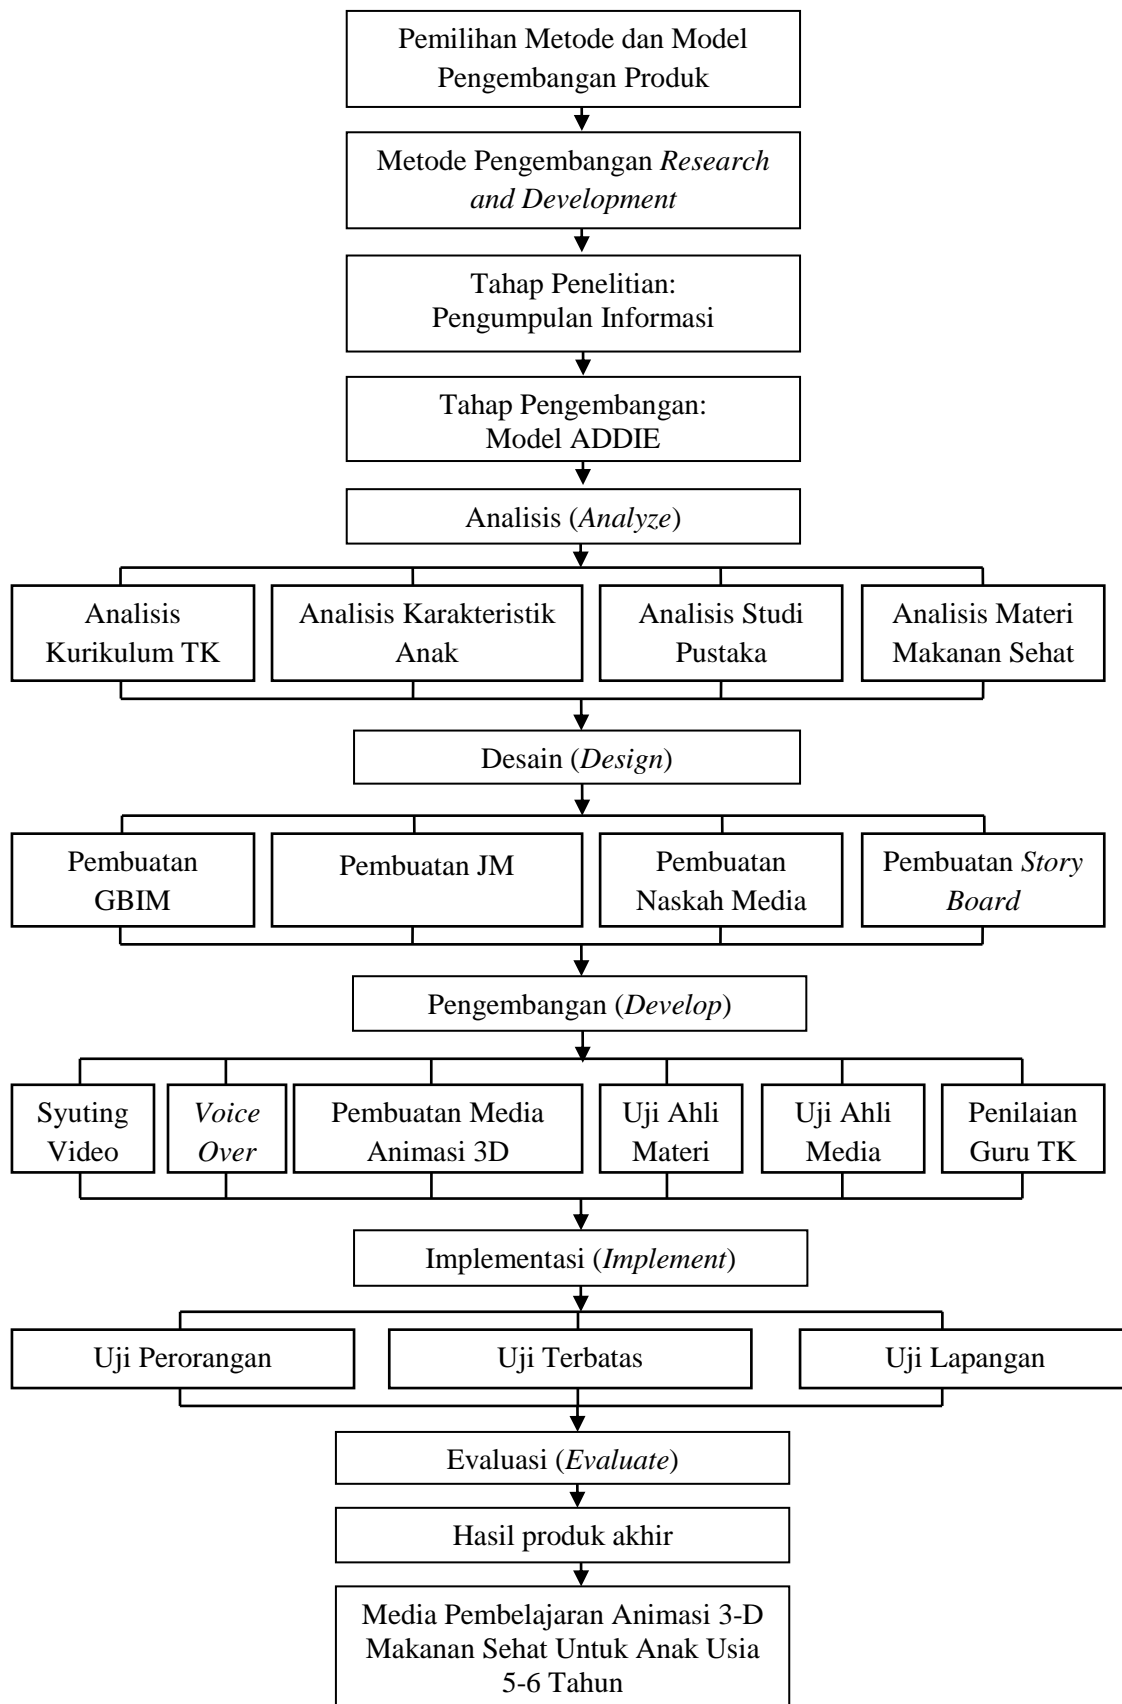 Pemilihan Metode dan Model
Pengembangan Produk
Metode Pengembangan Research
and Development
Tahap Penelitian:
Pengumpulan Informasi
Tahap Pengembangan:
Model ADDIE
Analisis (Analyze)
Analisis
Kurikulum TK
Analisis Karakteristik
Anak
Analisis Studi
Pustaka
Analisis Materi
Makanan Sehat
Desain (Design)
Pembuatan
GBIM
Pembuatan JM
Pembuatan
Naskah Media
Pembuatan Story
Board
Pengembangan (Develop)
Syuting
Video
Voice
Over
Pembuatan Media
Animasi 3D
Uji Ahli
Materi
Uji Ahli
Media
Penilaian
Guru TK
Implementasi (Implement)
Uji Perorangan
Uji Terbatas
Uji Lapangan
Evaluasi (Evaluate)
Hasil produk akhir
Media Pembelajaran Animasi 3-D
Makanan Sehat Untuk Anak Usia
5-6 Tahun